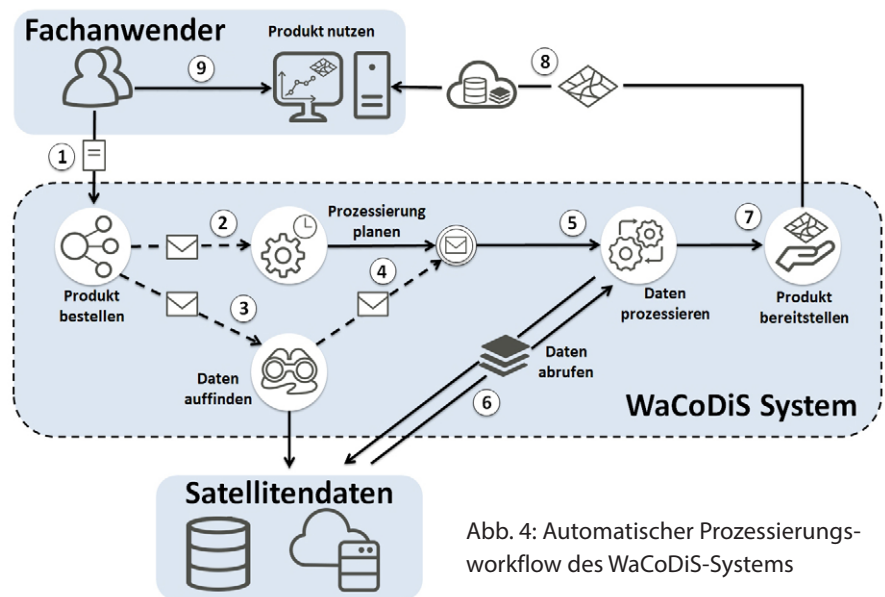 Fachanwender
Produkt nutzen
9
8
1
2
Prozessierung
planen
5
7
4
3
Produkt
bestellen
Daten
prozessieren
Produkt
bereitstellen
Daten
auffinden
Daten
abrufen
6
WaCoDiS System
Satellitendaten
Abb. 4: Automatischer Prozessierungs-
workflow des WaCoDiS-Systems